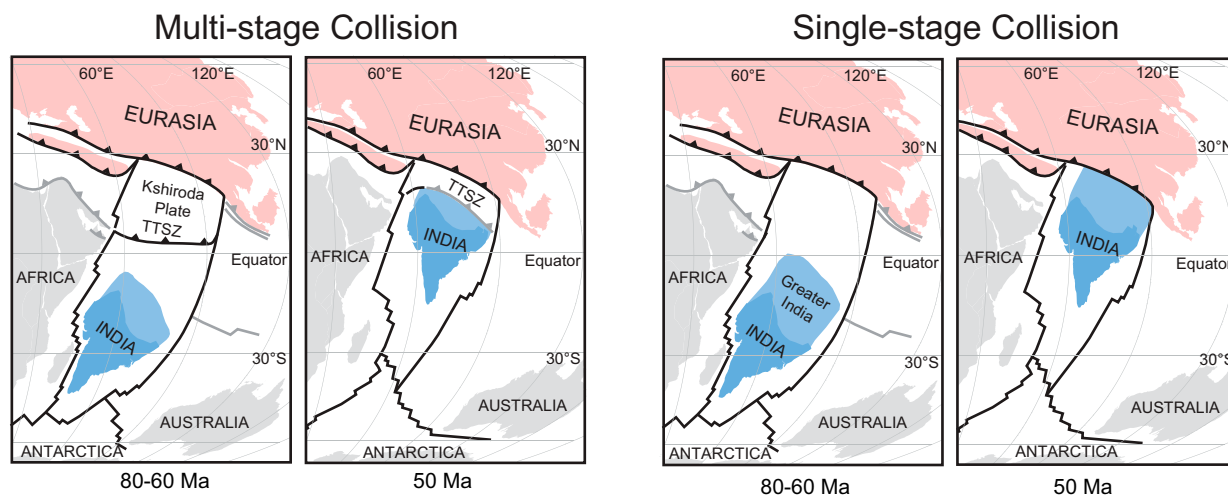 Multi-stage Collision
60°E
120°E
EURASIA
30°N
Kshiroda
Plate
TTSZ
Equator
AFRICA
INDIA
30°S
AUSTRALIA
ANTARCTICA
80-60 Ma
60°E
120°E
EURASIA
30°N
TTSZ
INDIA
AFRICA
Equator
30°S
AUSTRALIA
ANTARCTICA
50 Ma
Single-stage Collision
60°E
120°E
EURASIA
30°N
Equator
AFRICA
Greater
India
INDIA
30°S
AUSTRALIA
ANTARCTICA
80-60 Ma
60°E
120°E
EURASIA
30°N
INDIA
AFRICA
Equator
30°S
AUSTRALIA
ANTARCTICA
50 Ma